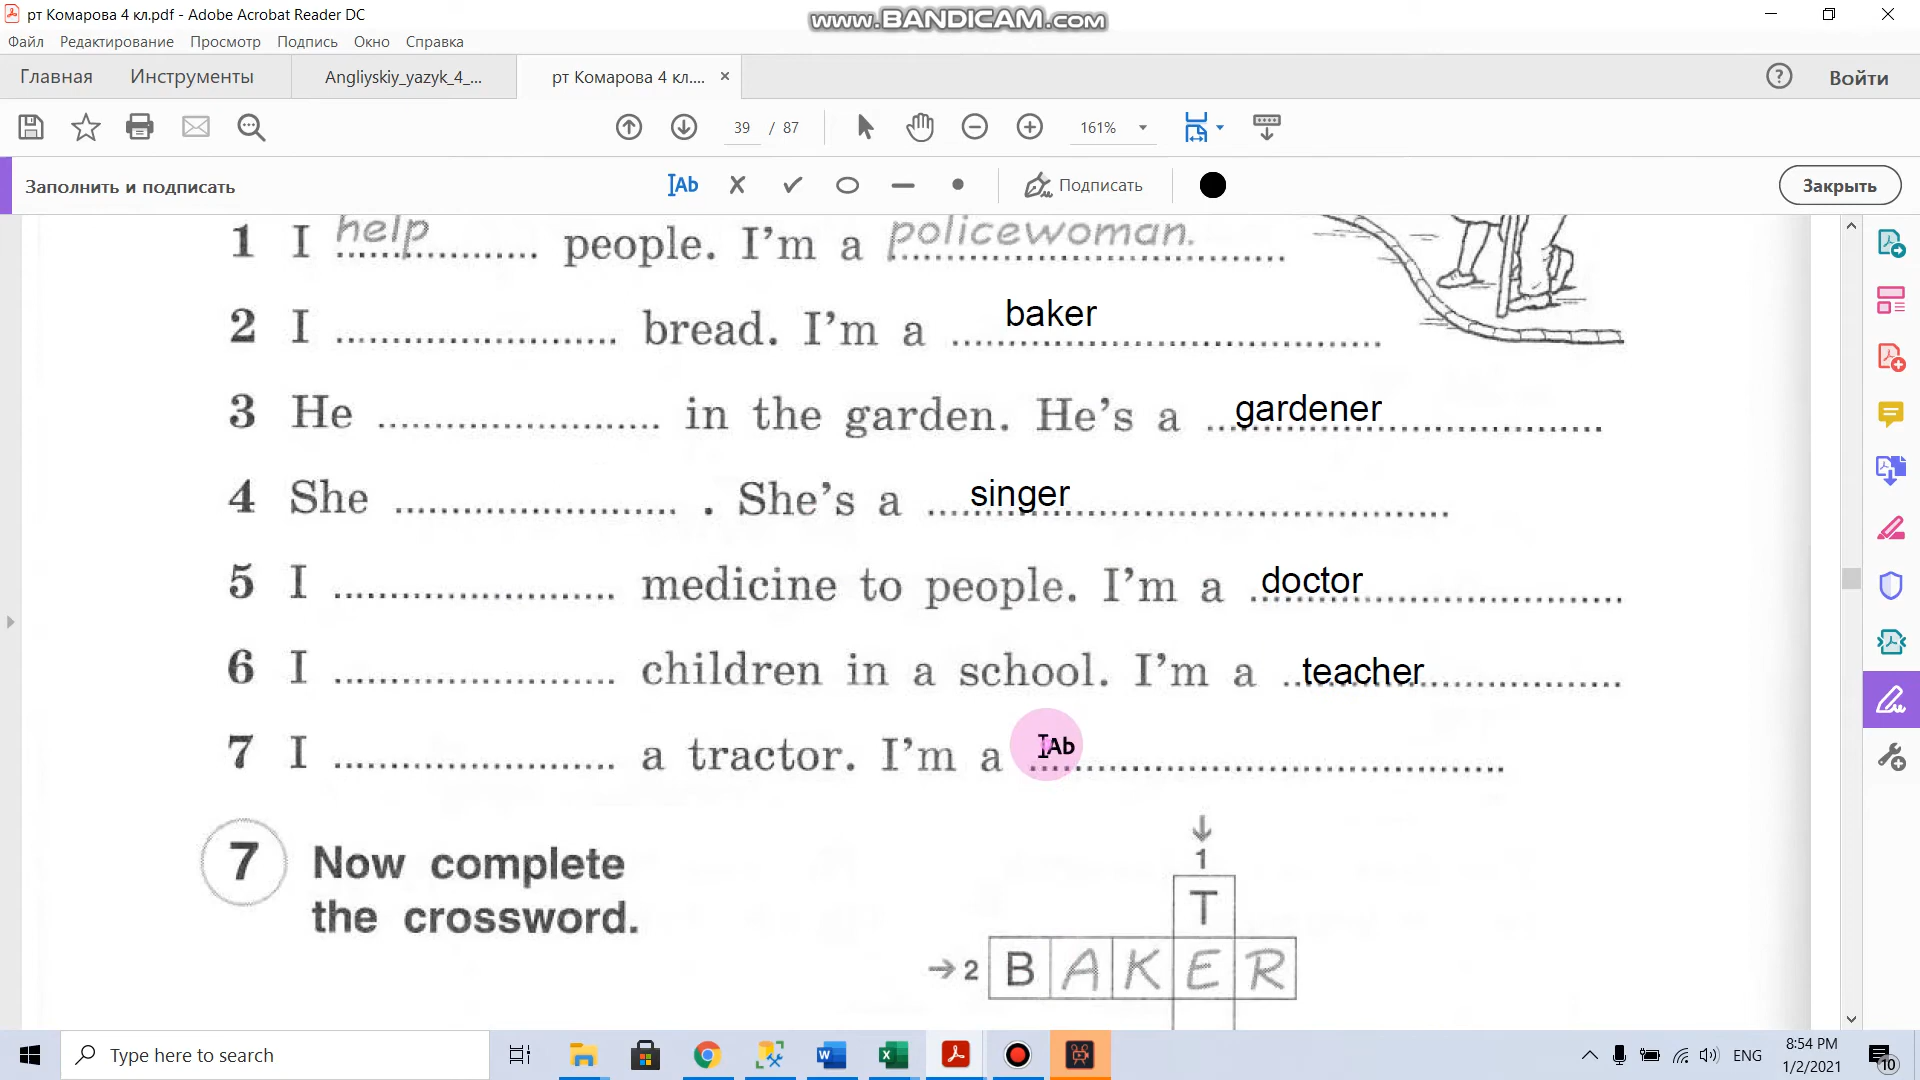 рт Комарова 4 кл.pdf - Adobe Acrobat Reader DC
www.BANDICAM.com
Файл Редактирование Просмотр Подпись Окно Справка
Главная Инструменты Angliyskiy_yazyk_4_... рт Комарова 4 кл.... × ? Войти
39 / 87 161%
Заполнить и подписать Ab Подписать Закрыть
1 I help people. I'm a policewoman.
2 I ........................ bread. I'm a baker
3 He ........................ in the garden. He's a gardener
4 She ........................ . She's a singer
5 I ........................ medicine to people. I'm a doctor
6 I ........................ children in a school. I'm a teacher
7 I ........................ a tractor. I'm a ........................
Ab
7 Now complete
the crossword.
1
T
2 B A K E R
Type here to search
ENG
8:54 PM
1/2/2021
10